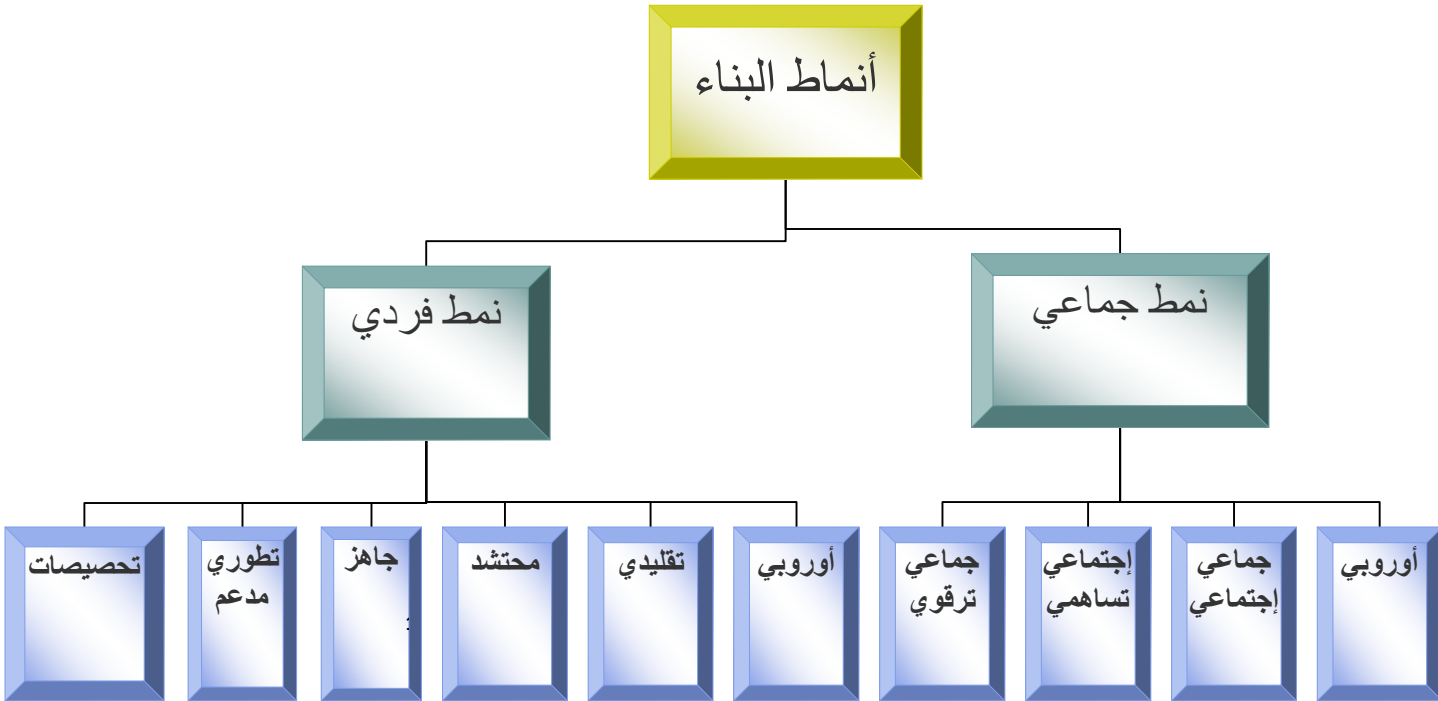 أنماط البناء
نمط جماعي
نمط فردي
أوروبي
جماعي
إجتماعي
إجتماعي
تساهمي
جماعي
ترقوي
أوروبي
تقليدي
محتشد
جاهز
تطوري
مدعم
تحصيصات